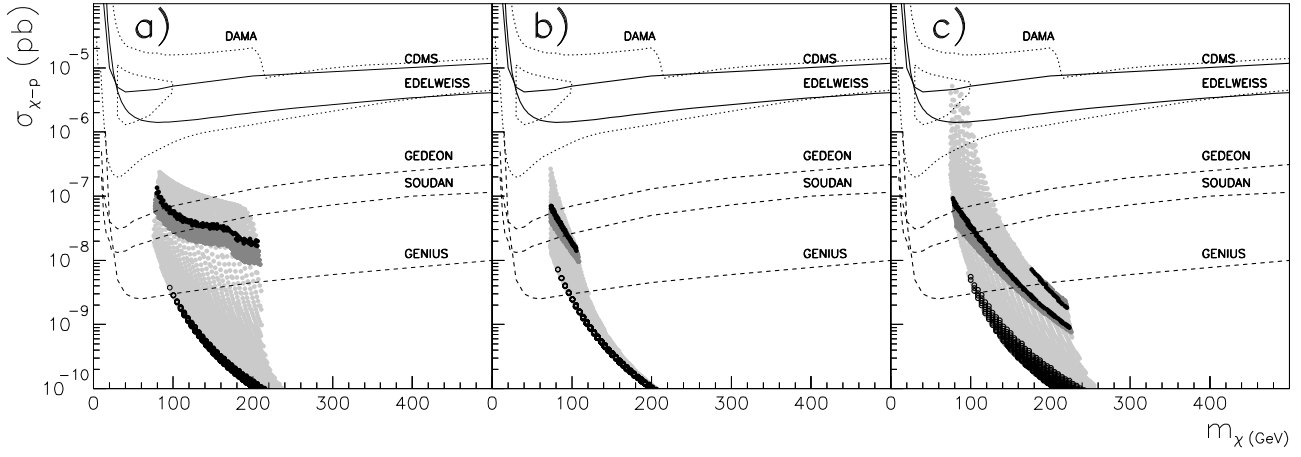 σ_χ-p (pb)
a)
DAMA
CDMS
EDELWEISS
GEDEON
SOUDAN
GENIUS
b)
DAMA
CDMS
EDELWEISS
GEDEON
SOUDAN
GENIUS
c)
DAMA
CDMS
EDELWEISS
GEDEON
SOUDAN
GENIUS
10^-5
10^-6
10^-7
10^-8
10^-9
10^-10
0 100 200 300 400 0 100 200 300 400 0 100 200 300 400
m_χ (GeV)